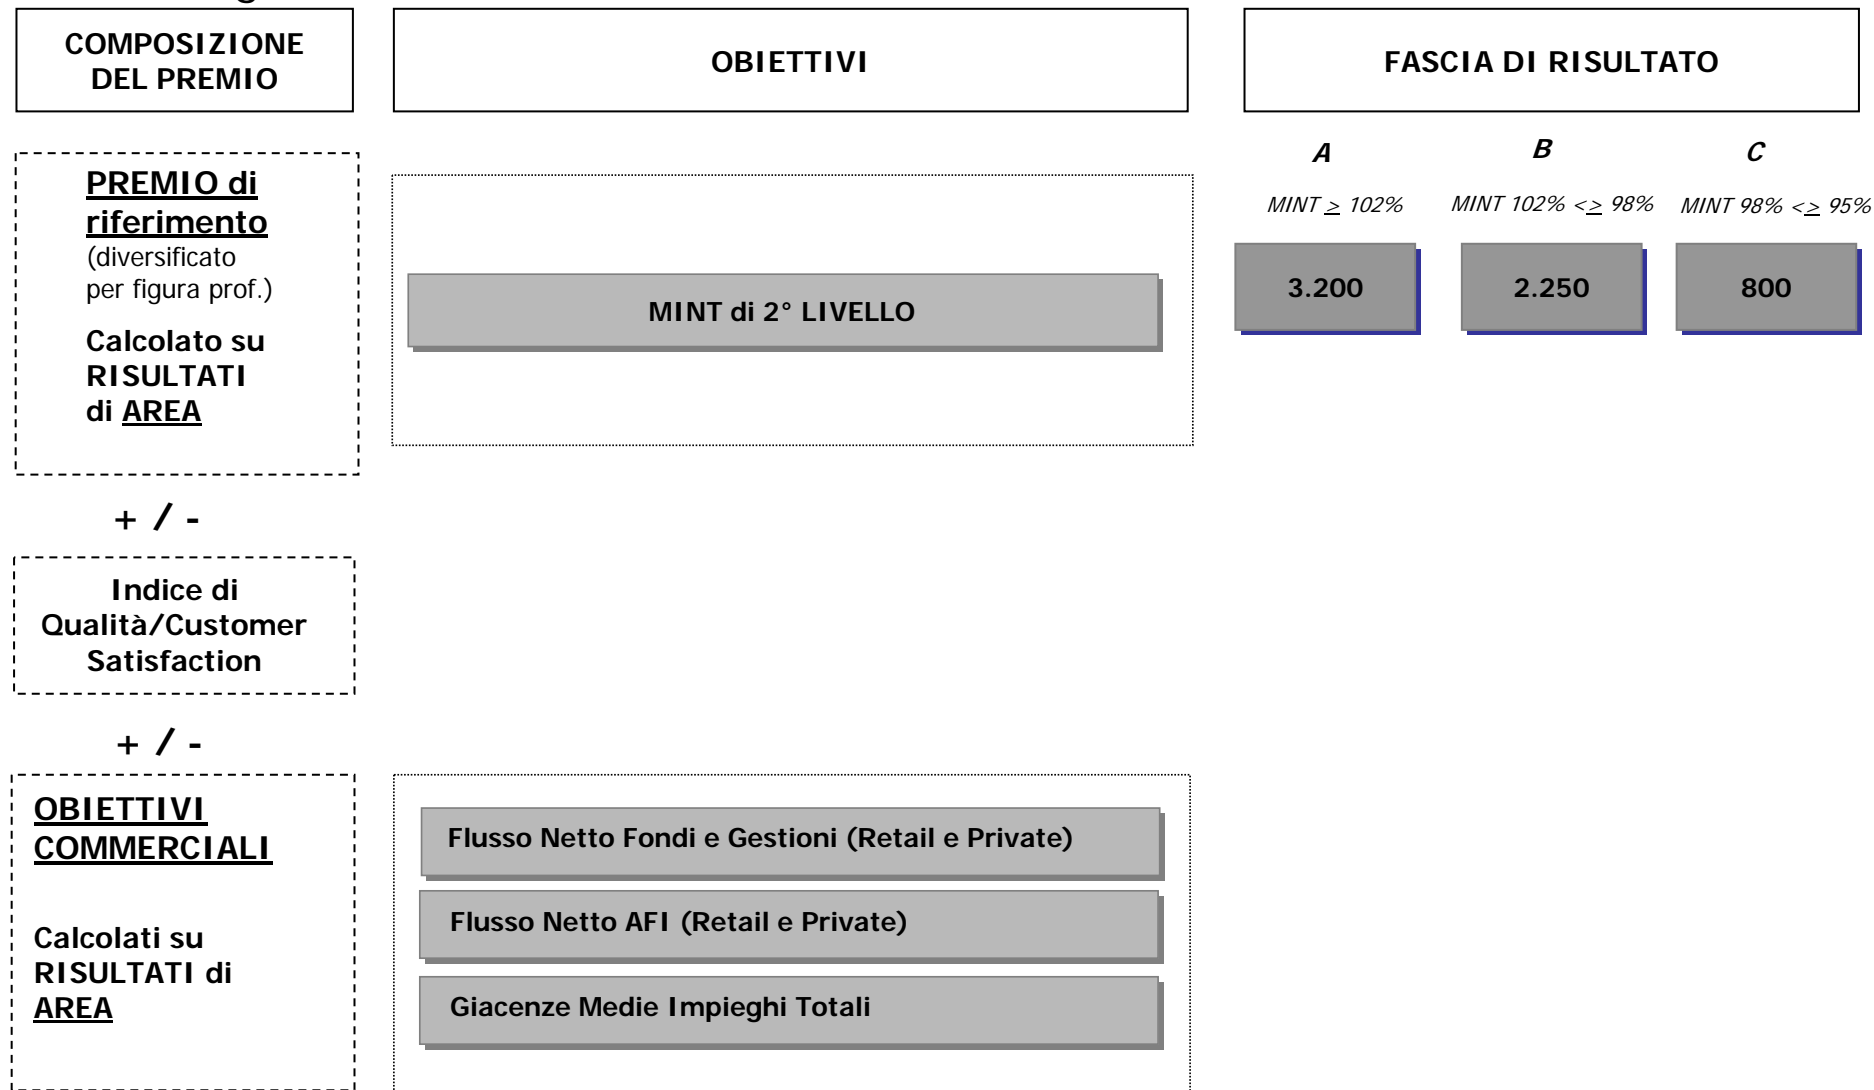 COMPOSIZIONE
DEL PREMIO
OBIETTIVI
FASCIA DI RISULTATO
PREMIO di
riferimento
(diversificato
per figura prof.)
Calcolato su
RISULTATI
di AREA
MINT di 2° LIVELLO
A
B
C
MINT ≥ 102%
MINT 102% <≥ 98%
MINT 98% <≥ 95%
3.200
2.250
800
+ / -
Indice di
Qualità/Customer
Satisfaction
+ / -
OBIETTIVI
COMMERCIALI
Calcolati su
RISULTATI di
AREA
Flusso Netto Fondi e Gestioni (Retail e Private)
Flusso Netto AFI (Retail e Private)
Giacenze Medie Impieghi Totali